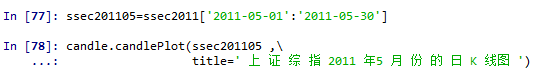 In [77]: ssec201105=ssec2011['2011-05-01':'2011-05-30']
In [78]: candle.candlePlot(ssec201105 ,\
...: title=' 上 证 综 指 2011 年5 月 份 的 日 K 线图 ')